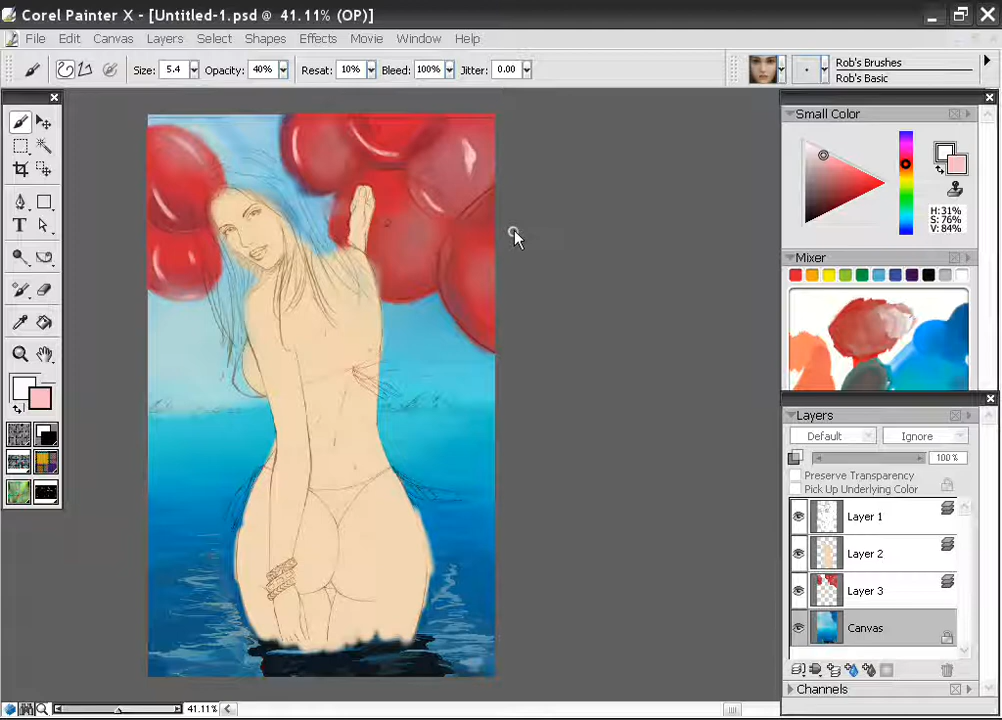 Corel Painter X - [Untitled-1.psd @ 41.11% (OP)]
File Edit Canvas Layers Select Shapes Effects Movie Window Help
Size: 5.4 Opacity: 40% Resat: 10% Bleed: 100% Jitter: 0.00
Rob's Brushes
Rob's Basic
Small Color
H:31%
S: 76%
V: 84%
Mixer
Layers
Default Ignore
100%
Preserve Transparency
Pick Up Underlying Color
Layer 1
Layer 2
Layer 3
Canvas
Channels
41.11%